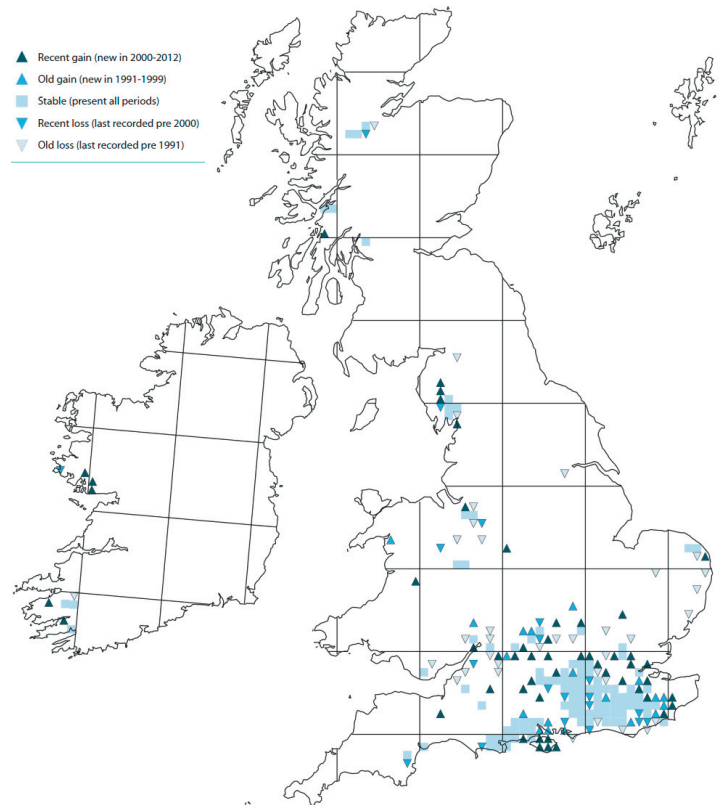 Recent gain (new in 2000-2012)
Old gain (new in 1991-1999)
Stable (present all periods)
Recent loss (last recorded pre 2000)
Old loss (last recorded pre 1991)